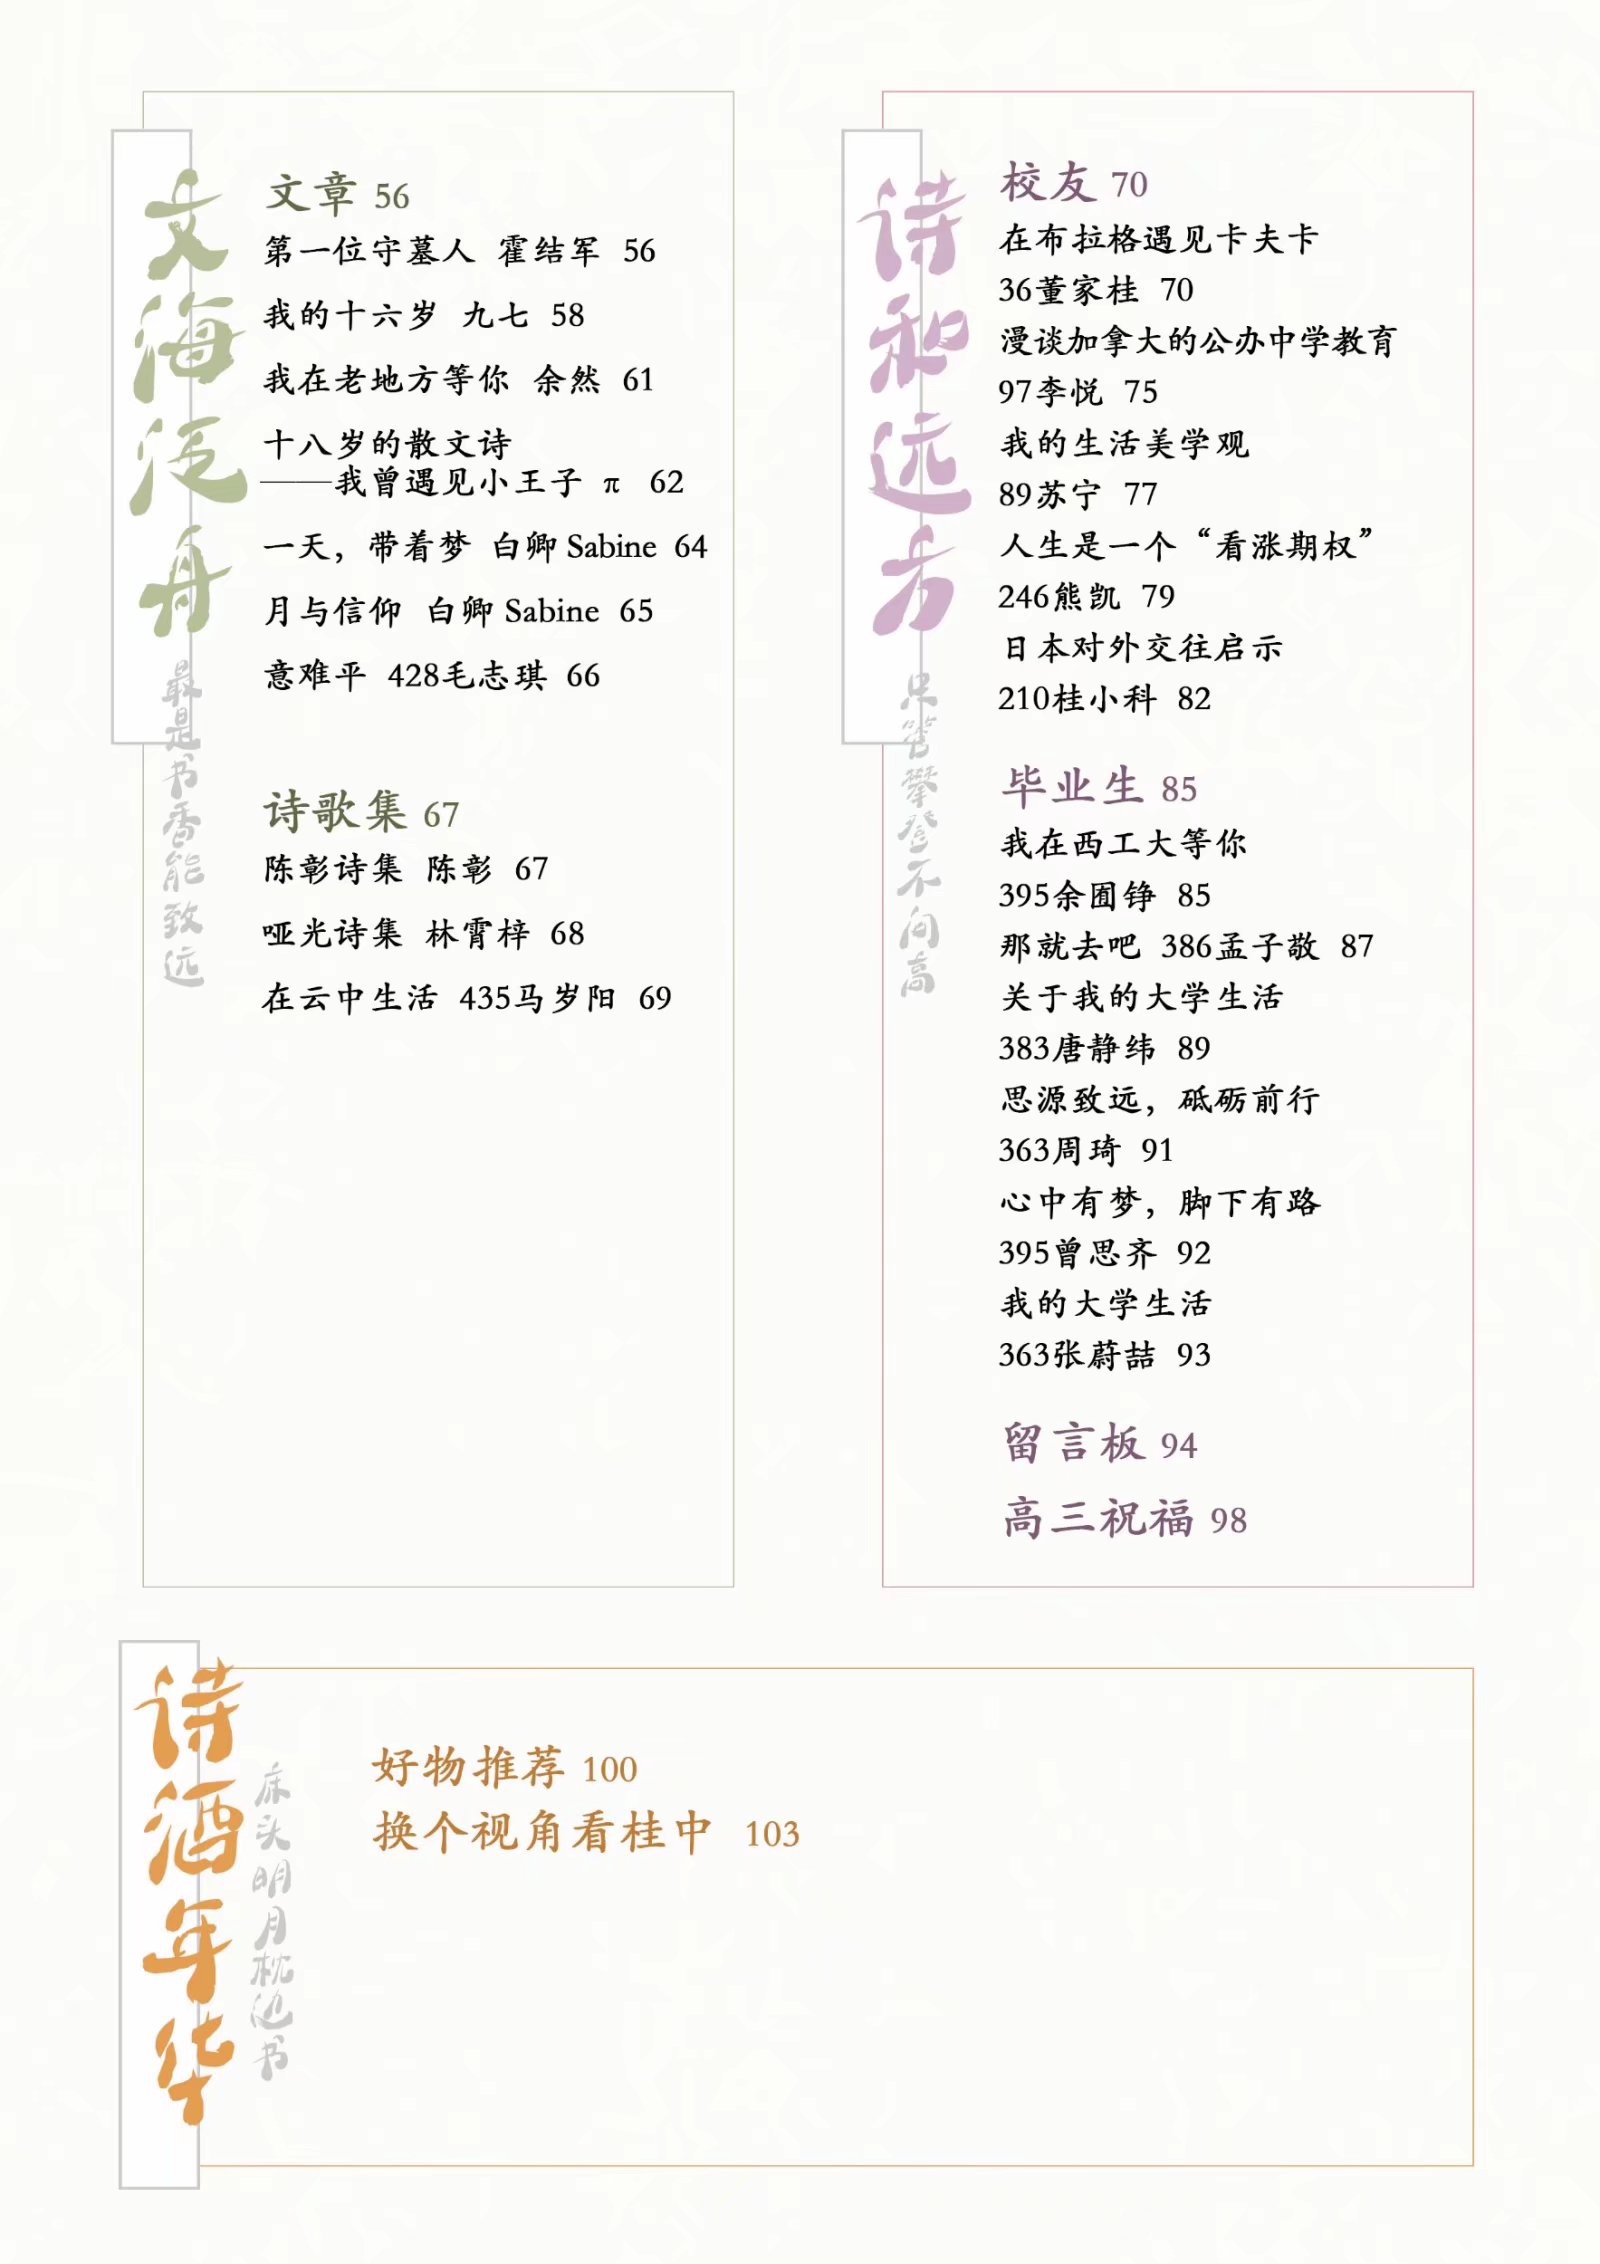 文海泛舟
最是书香能致远
文章 56
第一位守墓人 霍结军 56
我的十六岁 九七 58
我在老地方等你 余然 61
十八岁的散文诗
——我曾遇见小王子 π 62
一天，带着梦 白卿 Sabine 64
月与信仰 白卿 Sabine 65
意难平 428毛志琪 66
诗歌集 67
陈彰诗集 陈彰 67
哑光诗集 林霄梓 68
在云中生活 435马岁阳 69
诗和远方
只管攀登不问高
校友 70
在布拉格遇见卡夫卡
36董家桂 70
漫谈加拿大的公办中学教育
97李悦 75
我的生活美学观
89苏宁 77
人生是一个“看涨期权”
246熊凯 79
日本对外交往启示
210桂小科 82
毕业生 85
我在西工大等你
395余囿铮 85
那就去吧 386孟子敬 87
关于我的大学生活
383唐静纬 89
思源致远，砥砺前行
363周琦 91
心中有梦，脚下有路
395曾思齐 92
我的大学生活
363张蔚喆 93
留言板 94
高三祝福 98
诗酒年华
床头明月枕边书
好物推荐 100
换个视角看桂中 103